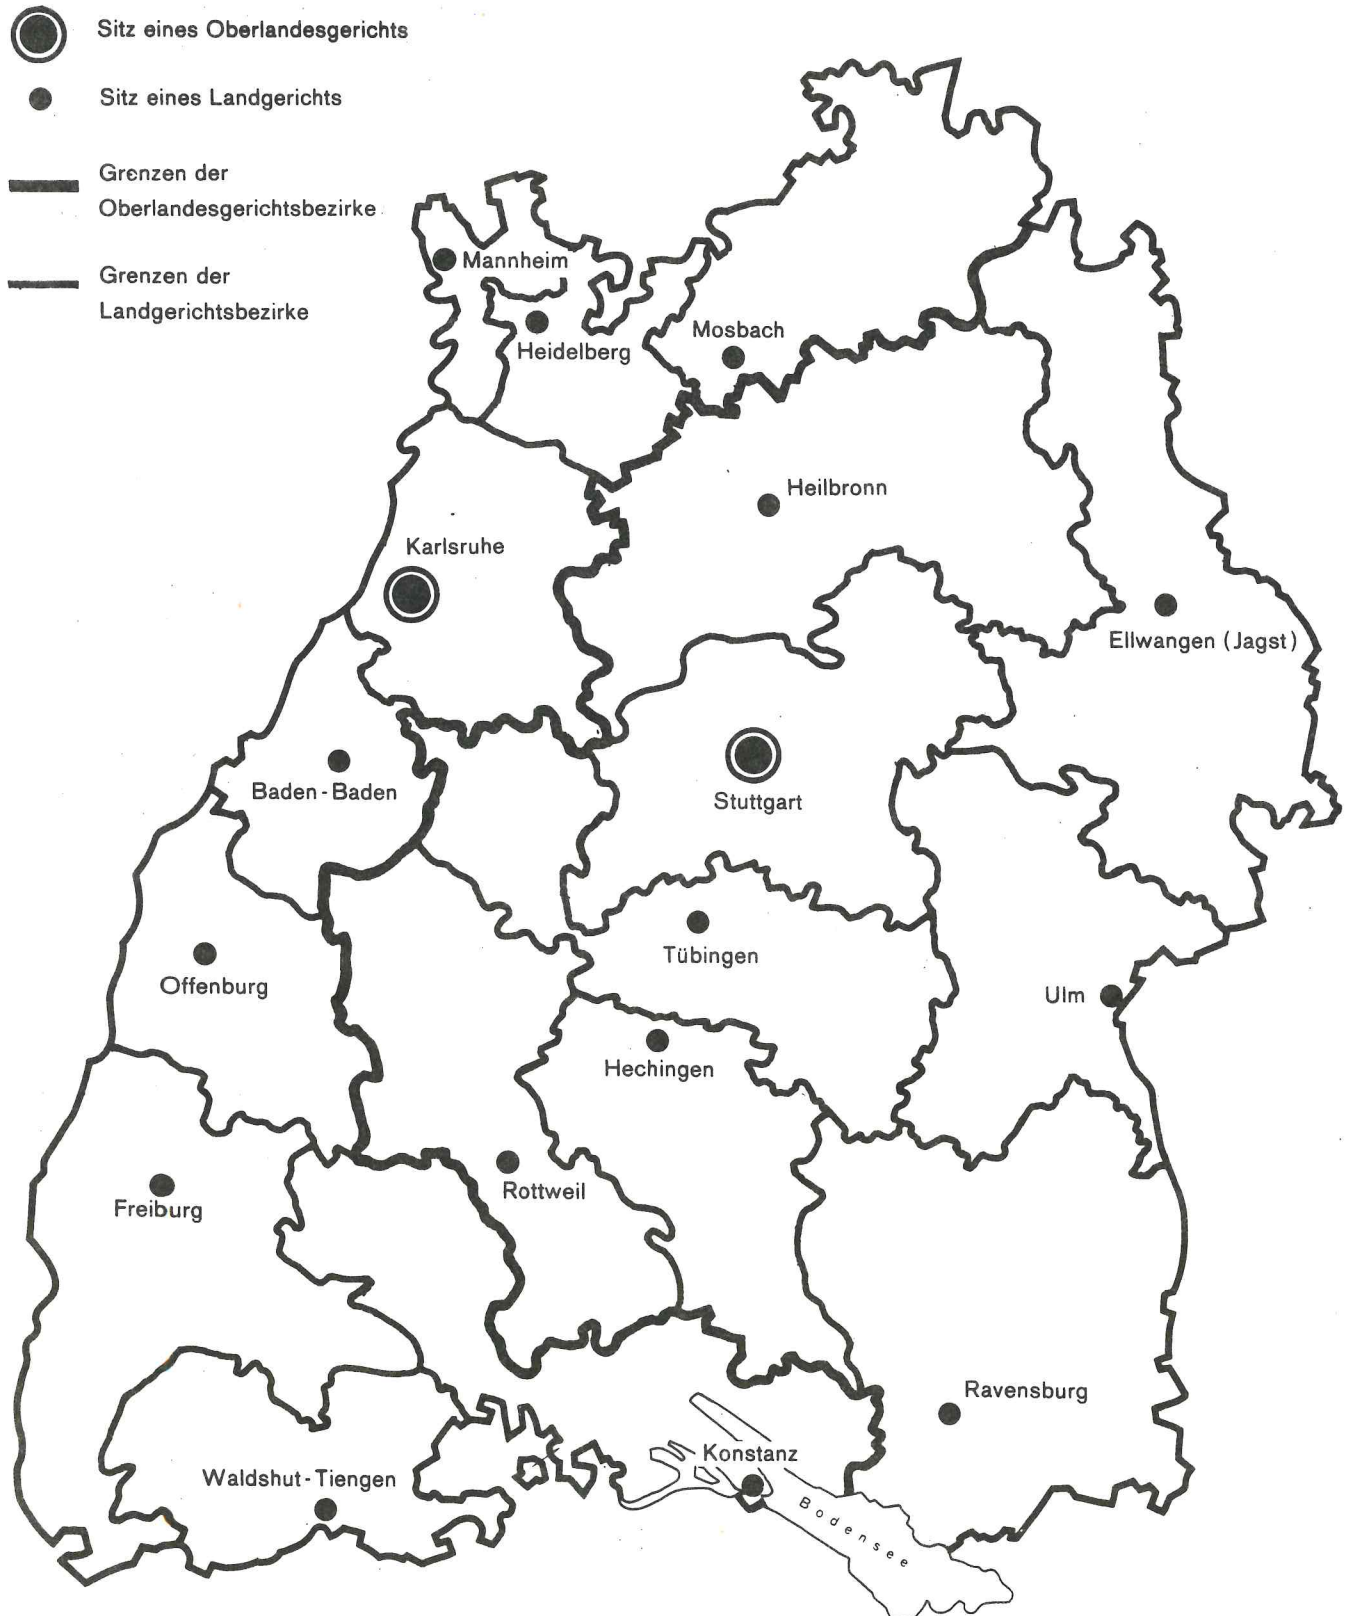 Sitz eines Oberlandesgerichts
Sitz eines Landgerichts
Grenzen der
Oberlandesgerichtsbezirke
Grenzen der
Landgerichtsbezirke
Mannheim
Heidelberg
Mosbach
Heilbronn
Karlsruhe
Ellwangen (Jagst)
Baden-Baden
Stuttgart
Tübingen
Offenburg
Ulm
Hechingen
Rottweil
Freiburg
Ravensburg
Konstanz
Waldshut-Tiengen
Bodensee